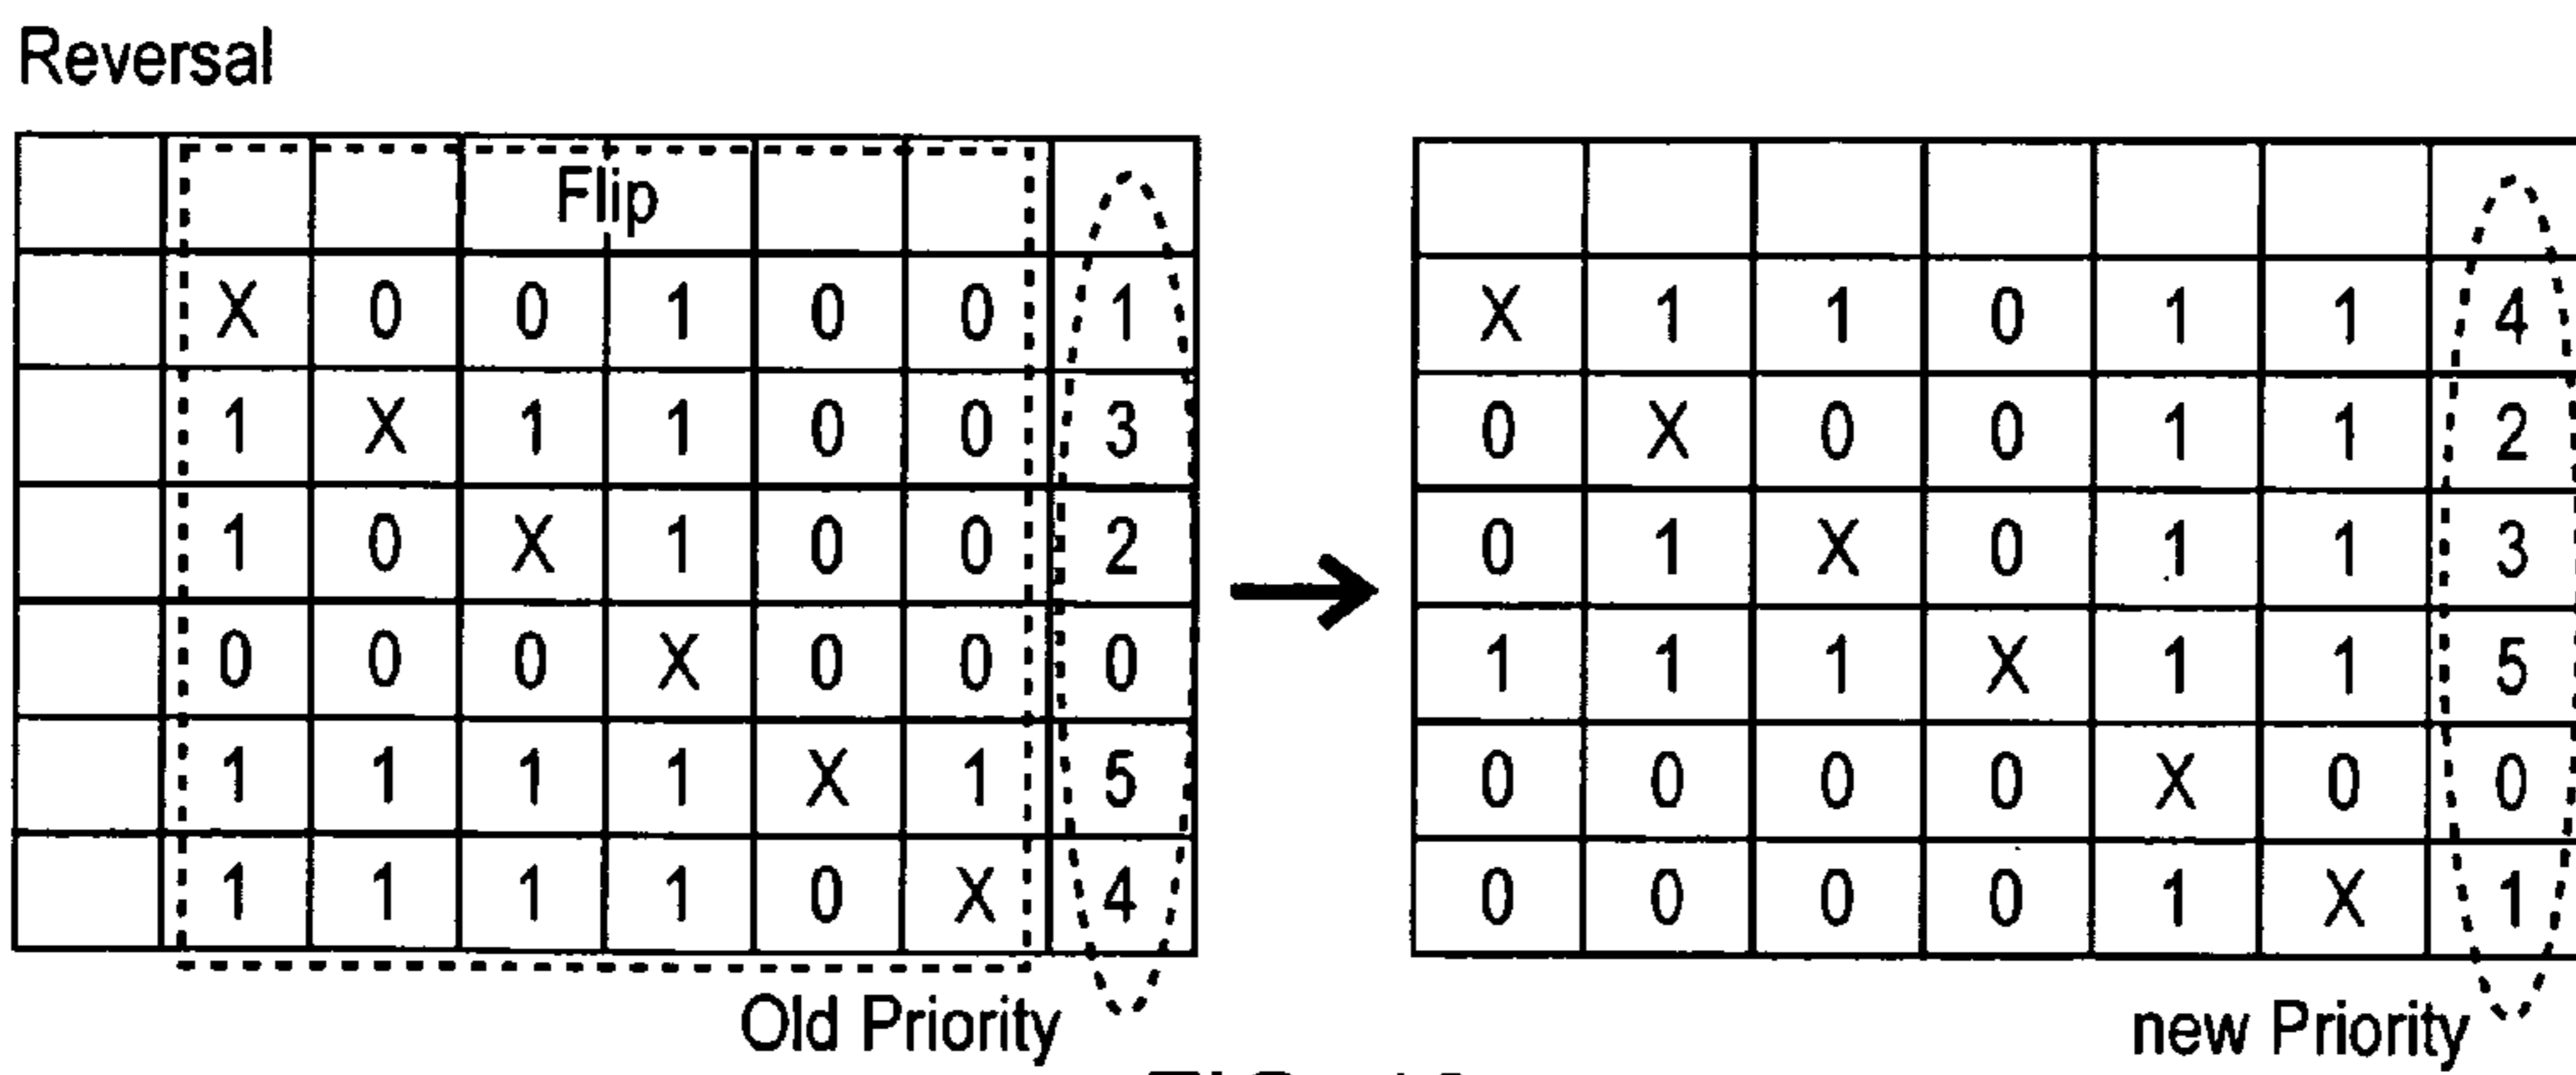 Reversal
Flip
X 0 0 1 0 0 1
1 X 1 1 0 0 3
1 0 X 1 0 0 2
0 0 0 X 0 0 0
1 1 1 1 X 1 5
1 1 1 1 0 X 4
Old Priority
X 1 1 0 1 1 4
0 X 0 0 1 1 2
0 1 X 0 1 1 3
1 1 1 X 1 1 5
0 0 0 0 X 0 0
0 0 0 0 1 X 1
new Priority